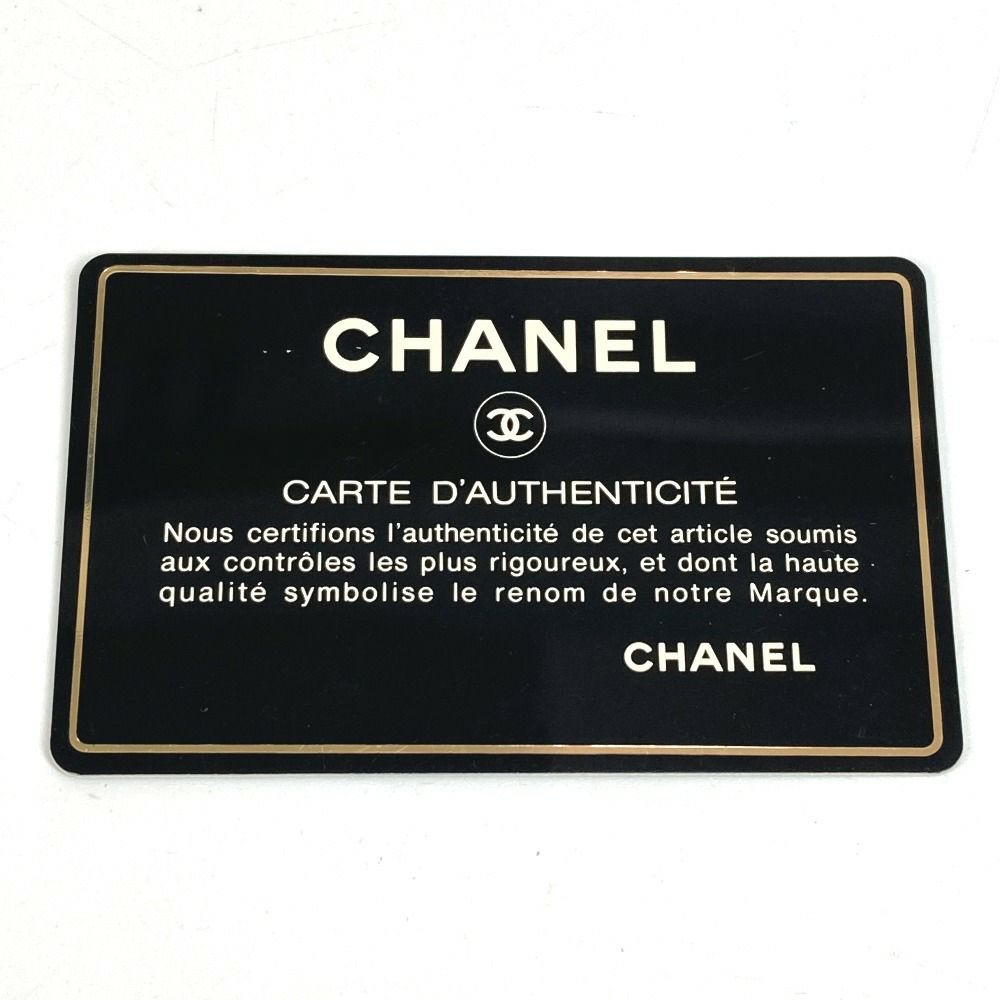 CHANEL
CARTE D'AUTHENTICITÉ
Nous certifions l'authenticité de cet article soumis
aux contrôles les plus rigoureux, et dont la haute
qualité symbolise le renom de notre Marque.
CHANEL